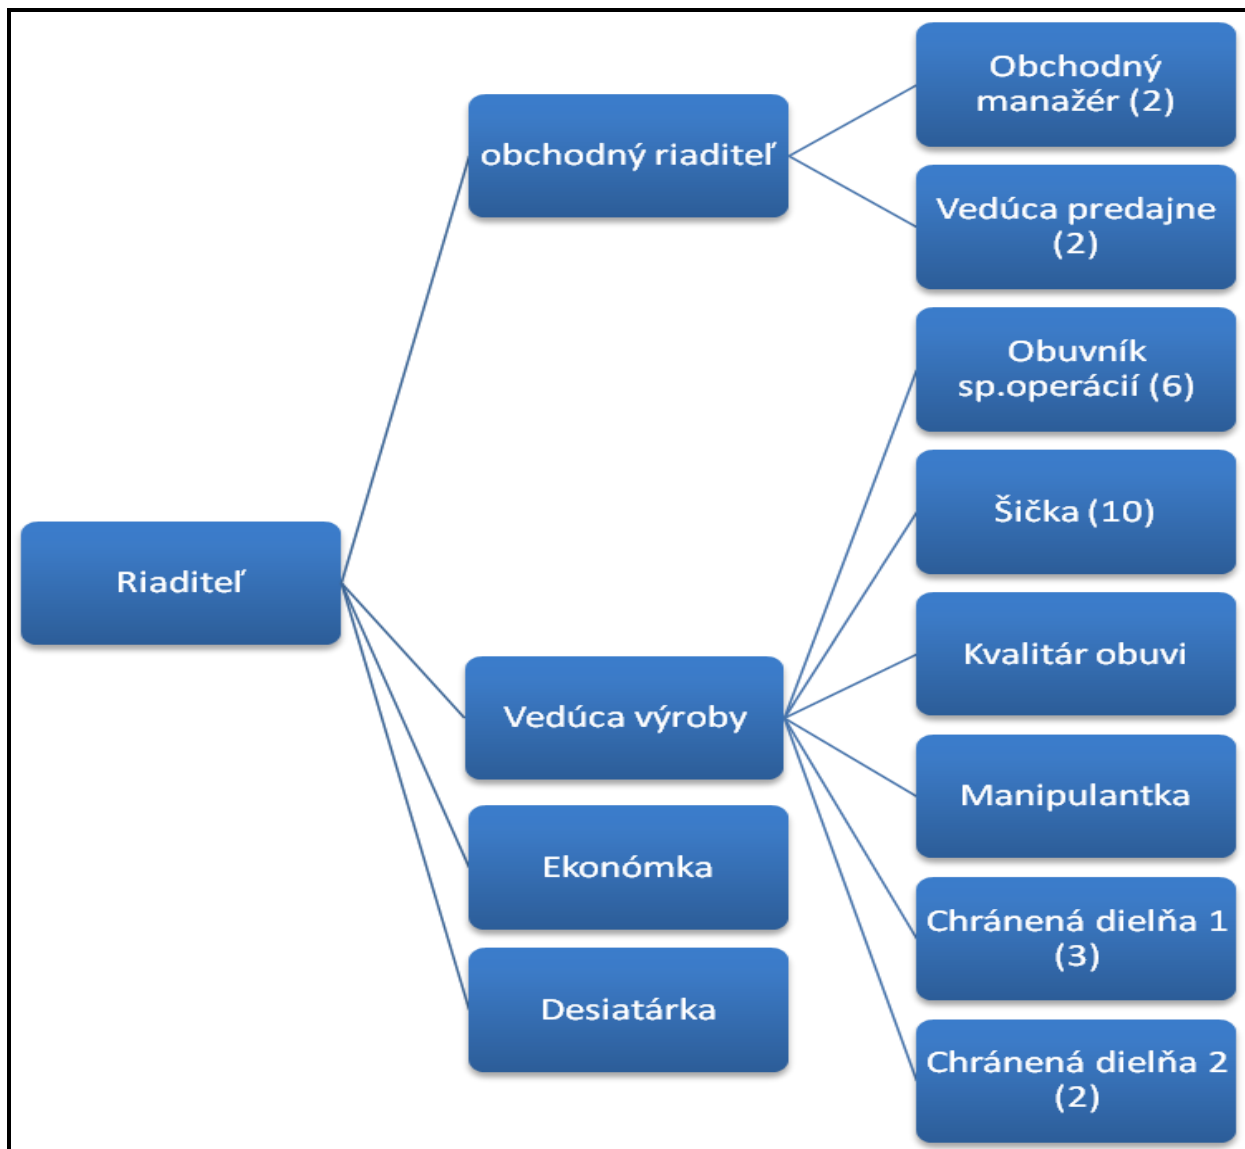 Riaditeľ
obchodný riaditeľ
Vedúca výroby
Ekonómka
Desiatárka
Obchodný
manažér (2)
Vedúca predajne
(2)
Obuvník
sp.operácií (6)
Šička (10)
Kvalitár obuvi
Manipulantka
Chránená dielňa 1
(3)
Chránená dielňa 2
(2)